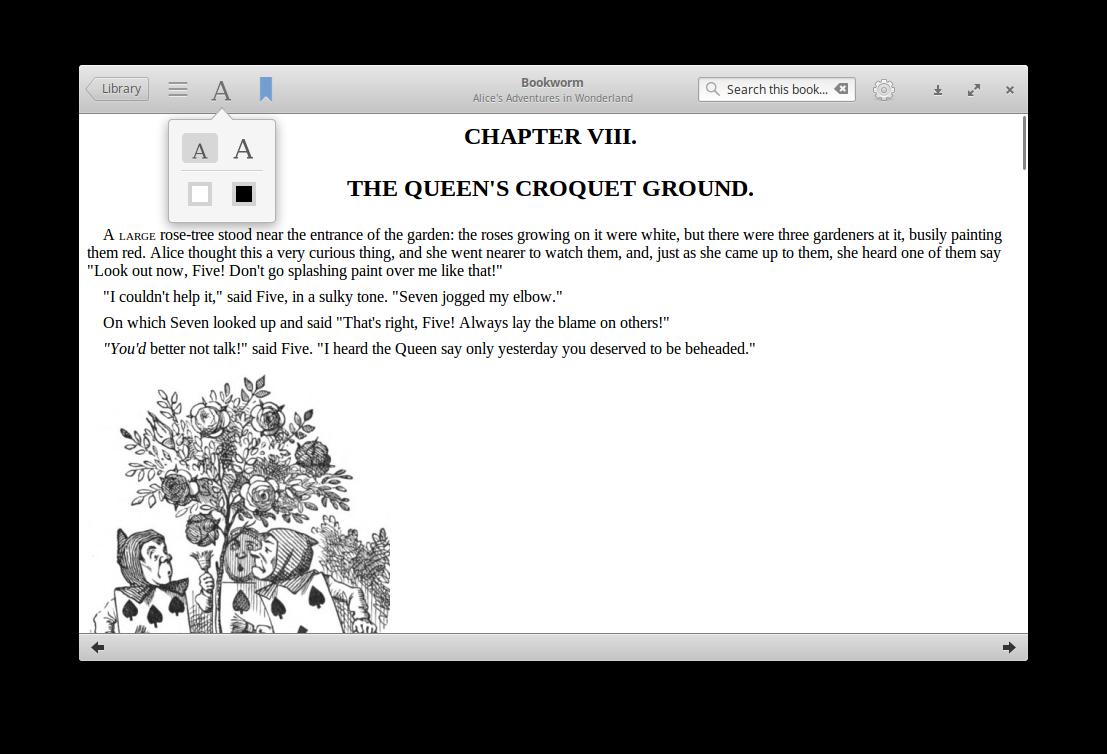 Library
A
Bookworm
Alice's Adventures in Wonderland
Search this book...
A A
CHAPTER VIII.
THE QUEEN'S CROQUET GROUND.
A LARGE rose-tree stood near the entrance of the garden: the roses growing on it were white, but there were three gardeners at it, busily painting
them red. Alice thought this a very curious thing, and she went nearer to watch them, and, just as she came up to them, she heard one of them say
"Look out now, Five! Don't go splashing paint over me like that!"
"I couldn't help it," said Five, in a sulky tone. "Seven jogged my elbow."
On which Seven looked up and said "That's right, Five! Always lay the blame on others!"
"You'd better not talk!" said Five. "I heard the Queen say only yesterday you deserved to be beheaded."